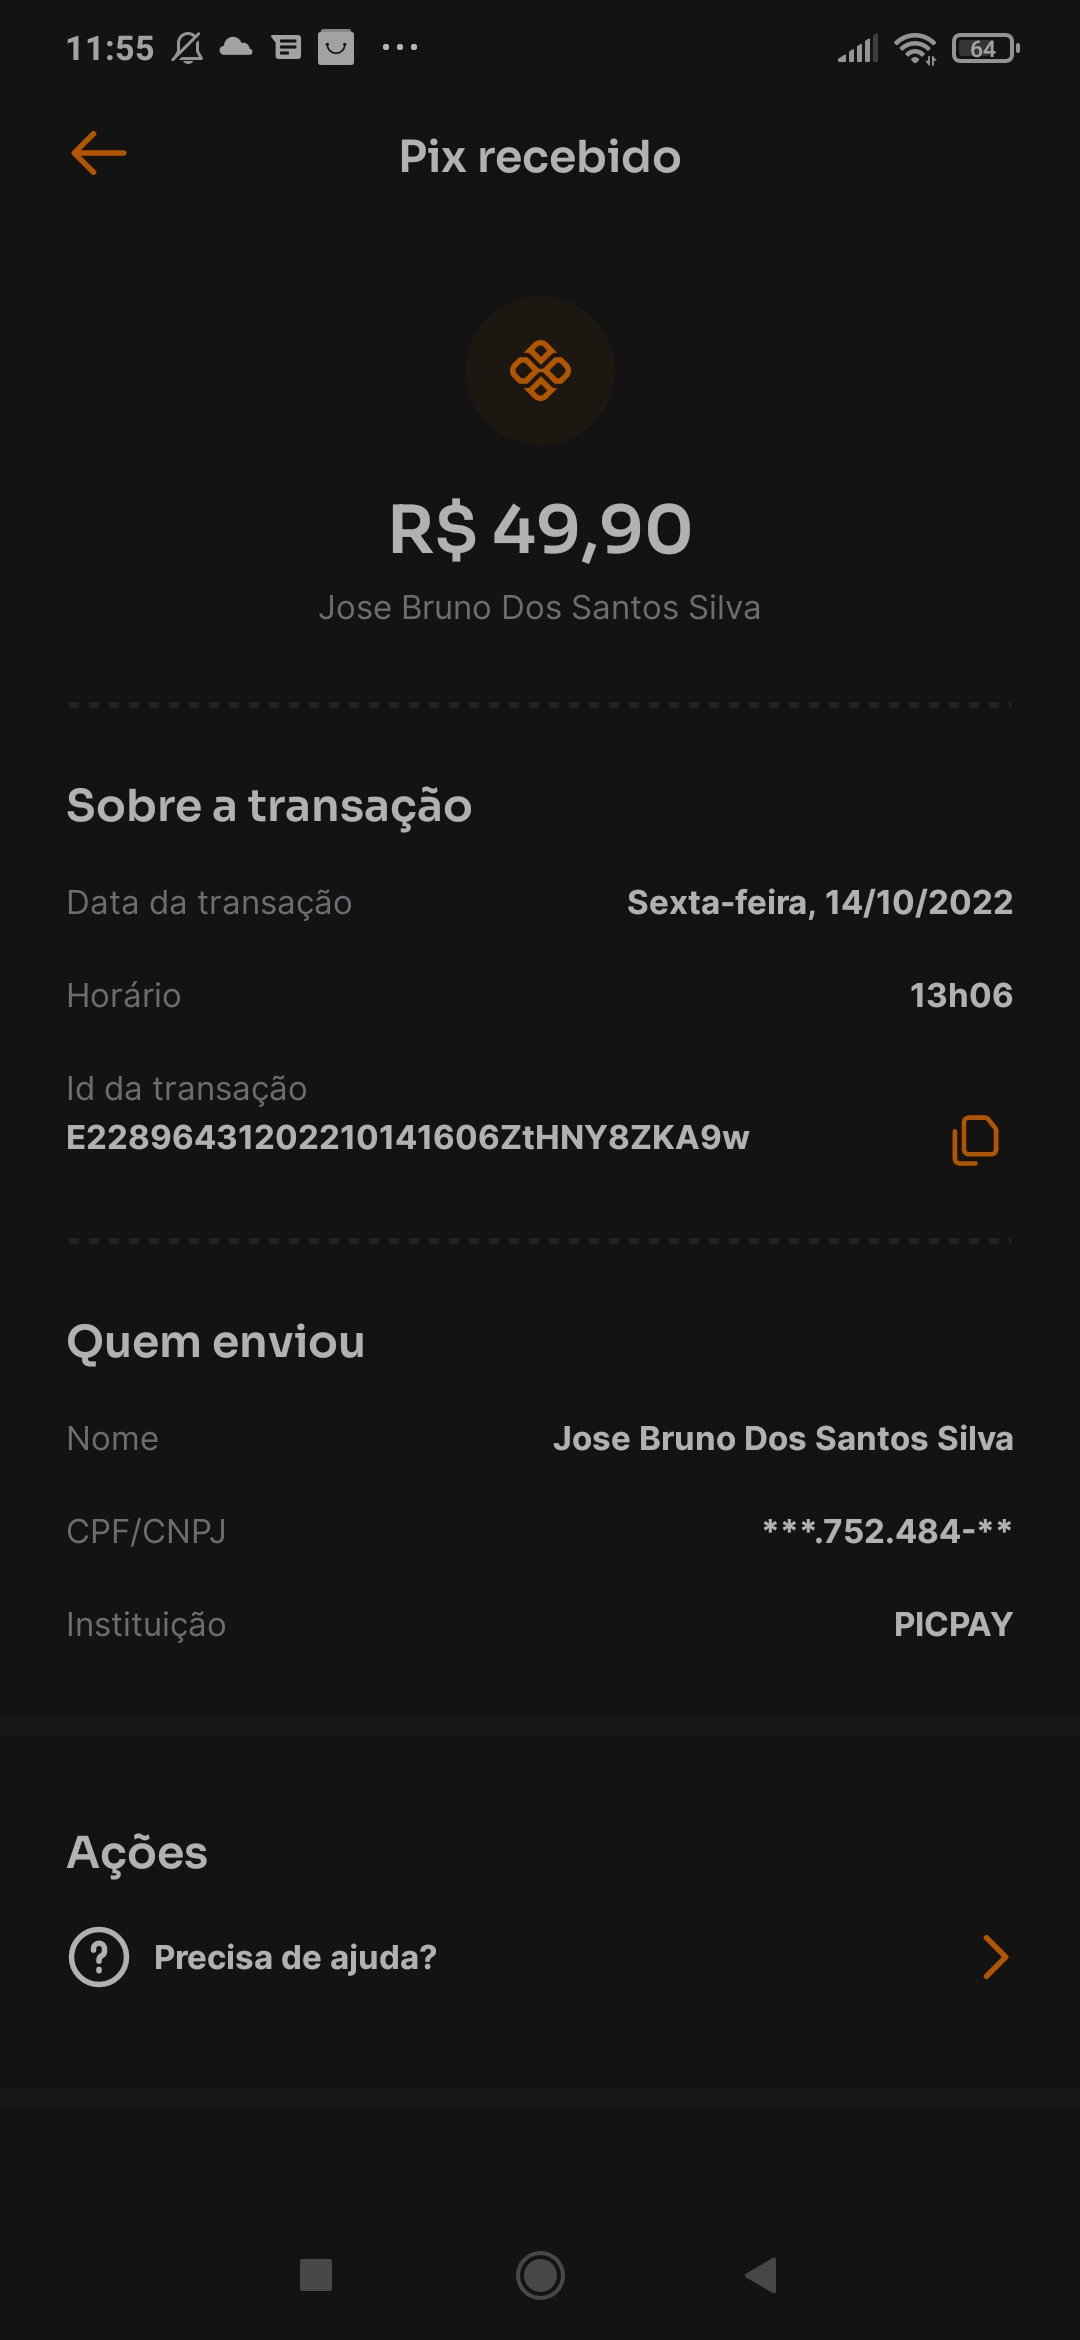 11:55
64
Pix recebido
R$ 49,90
Jose Bruno Dos Santos Silva
Sobre a transação
Data da transação Sexta-feira, 14/10/2022
Horário 13h06
Id da transação
E22896431202210141606ZtHNY8ZKA9w
Quem enviou
Nome Jose Bruno Dos Santos Silva
CPF/CNPJ ***.752.484-**
Instituição PICPAY
Ações
Precisa de ajuda?